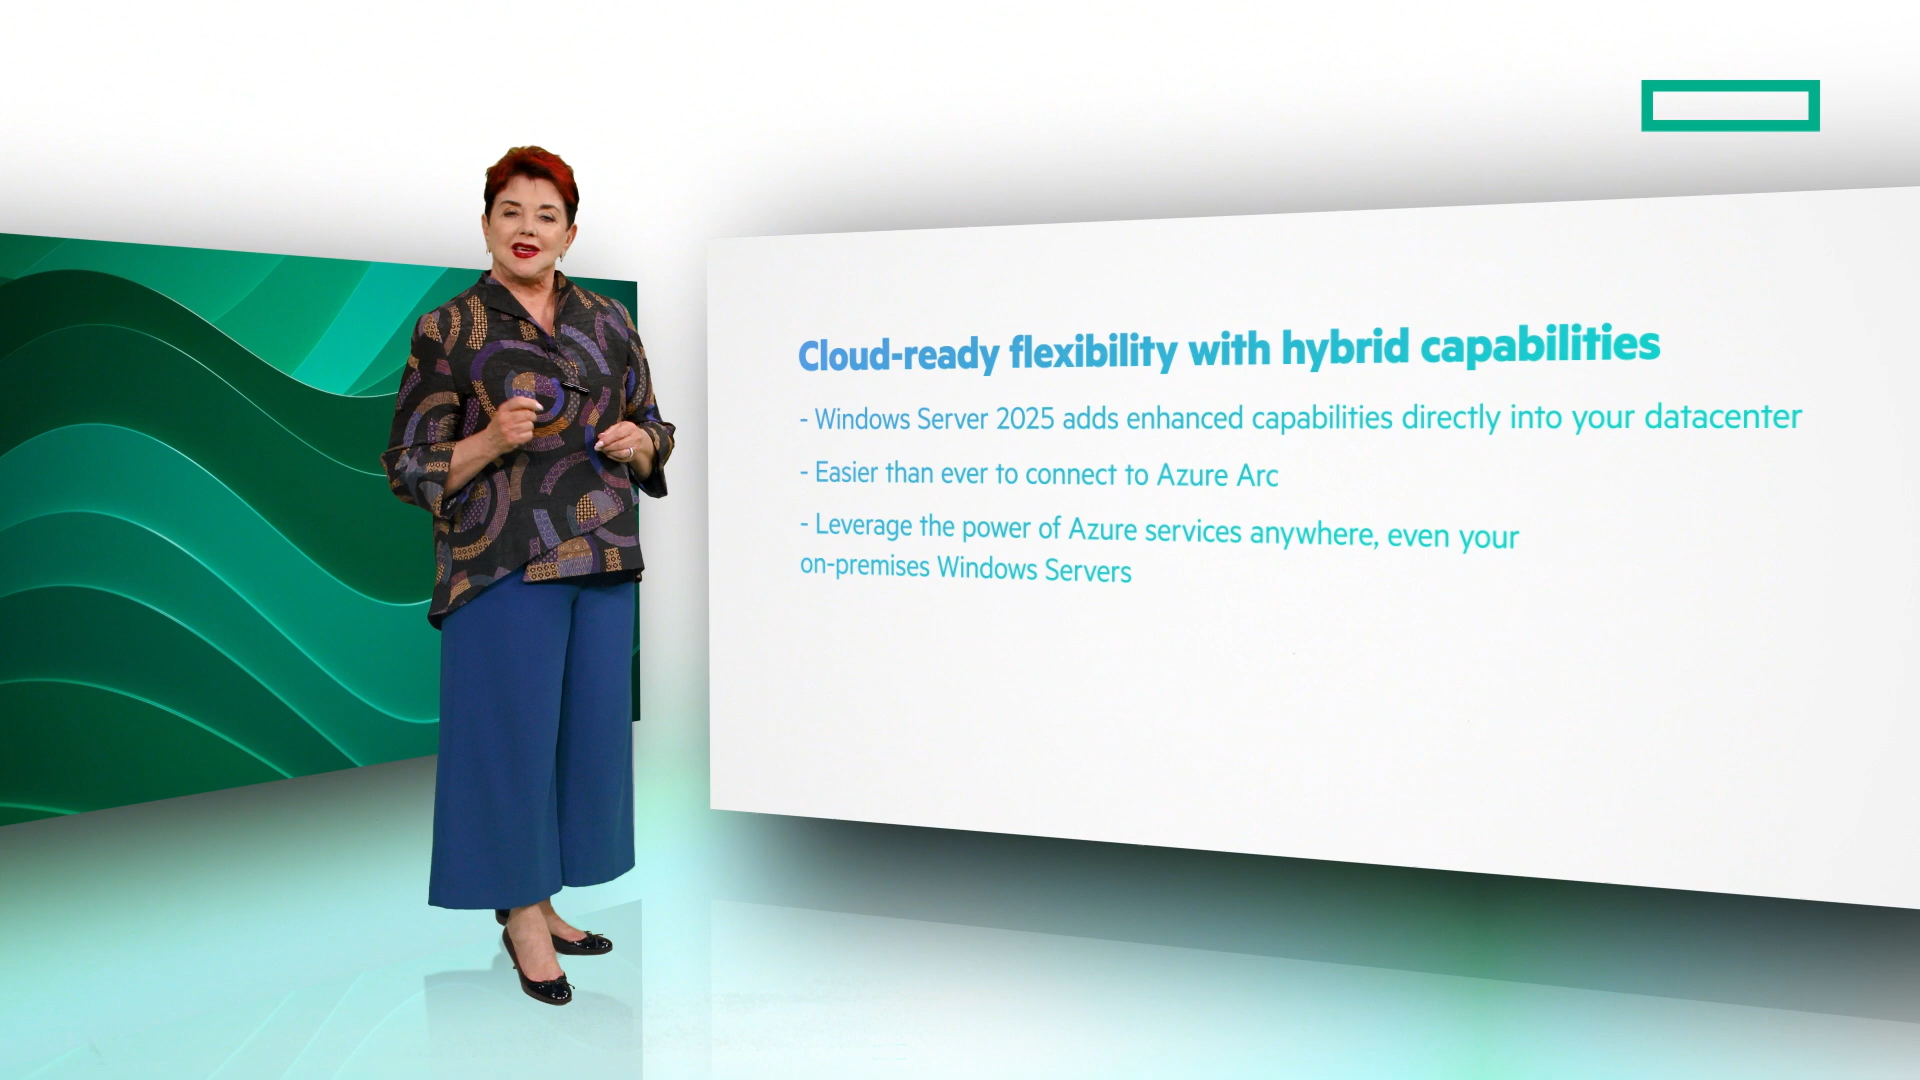 Cloud-ready flexibility with hybrid capabilities
- Windows Server 2025 adds enhanced capabilities directly into your datacenter
- Easier than ever to connect to Azure Arc
- Leverage the power of Azure services anywhere, even your
on-premises Windows Servers